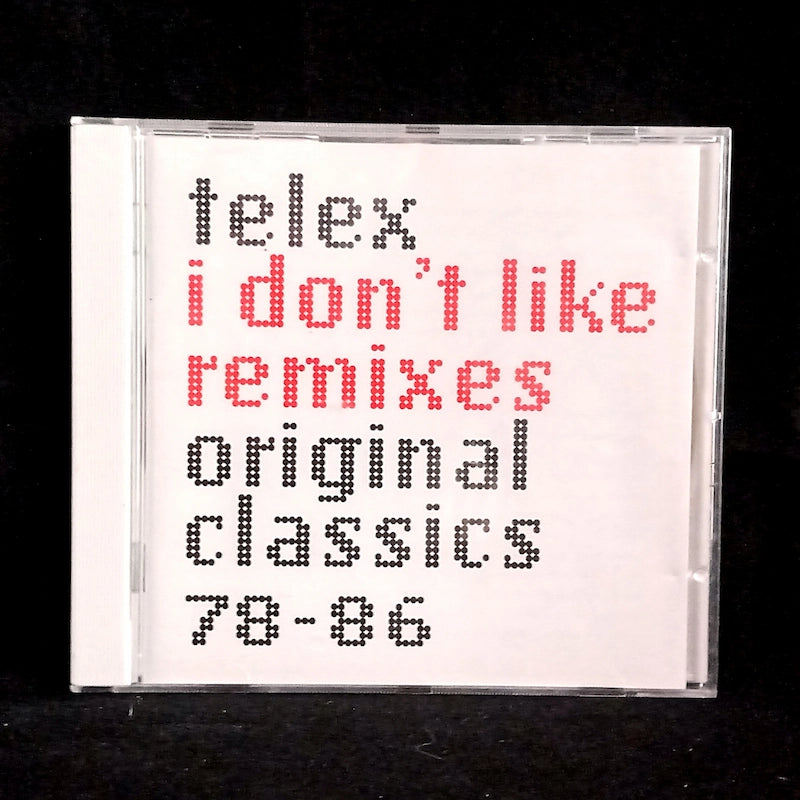 telex
i don't like
remixes
original
classics
78-86